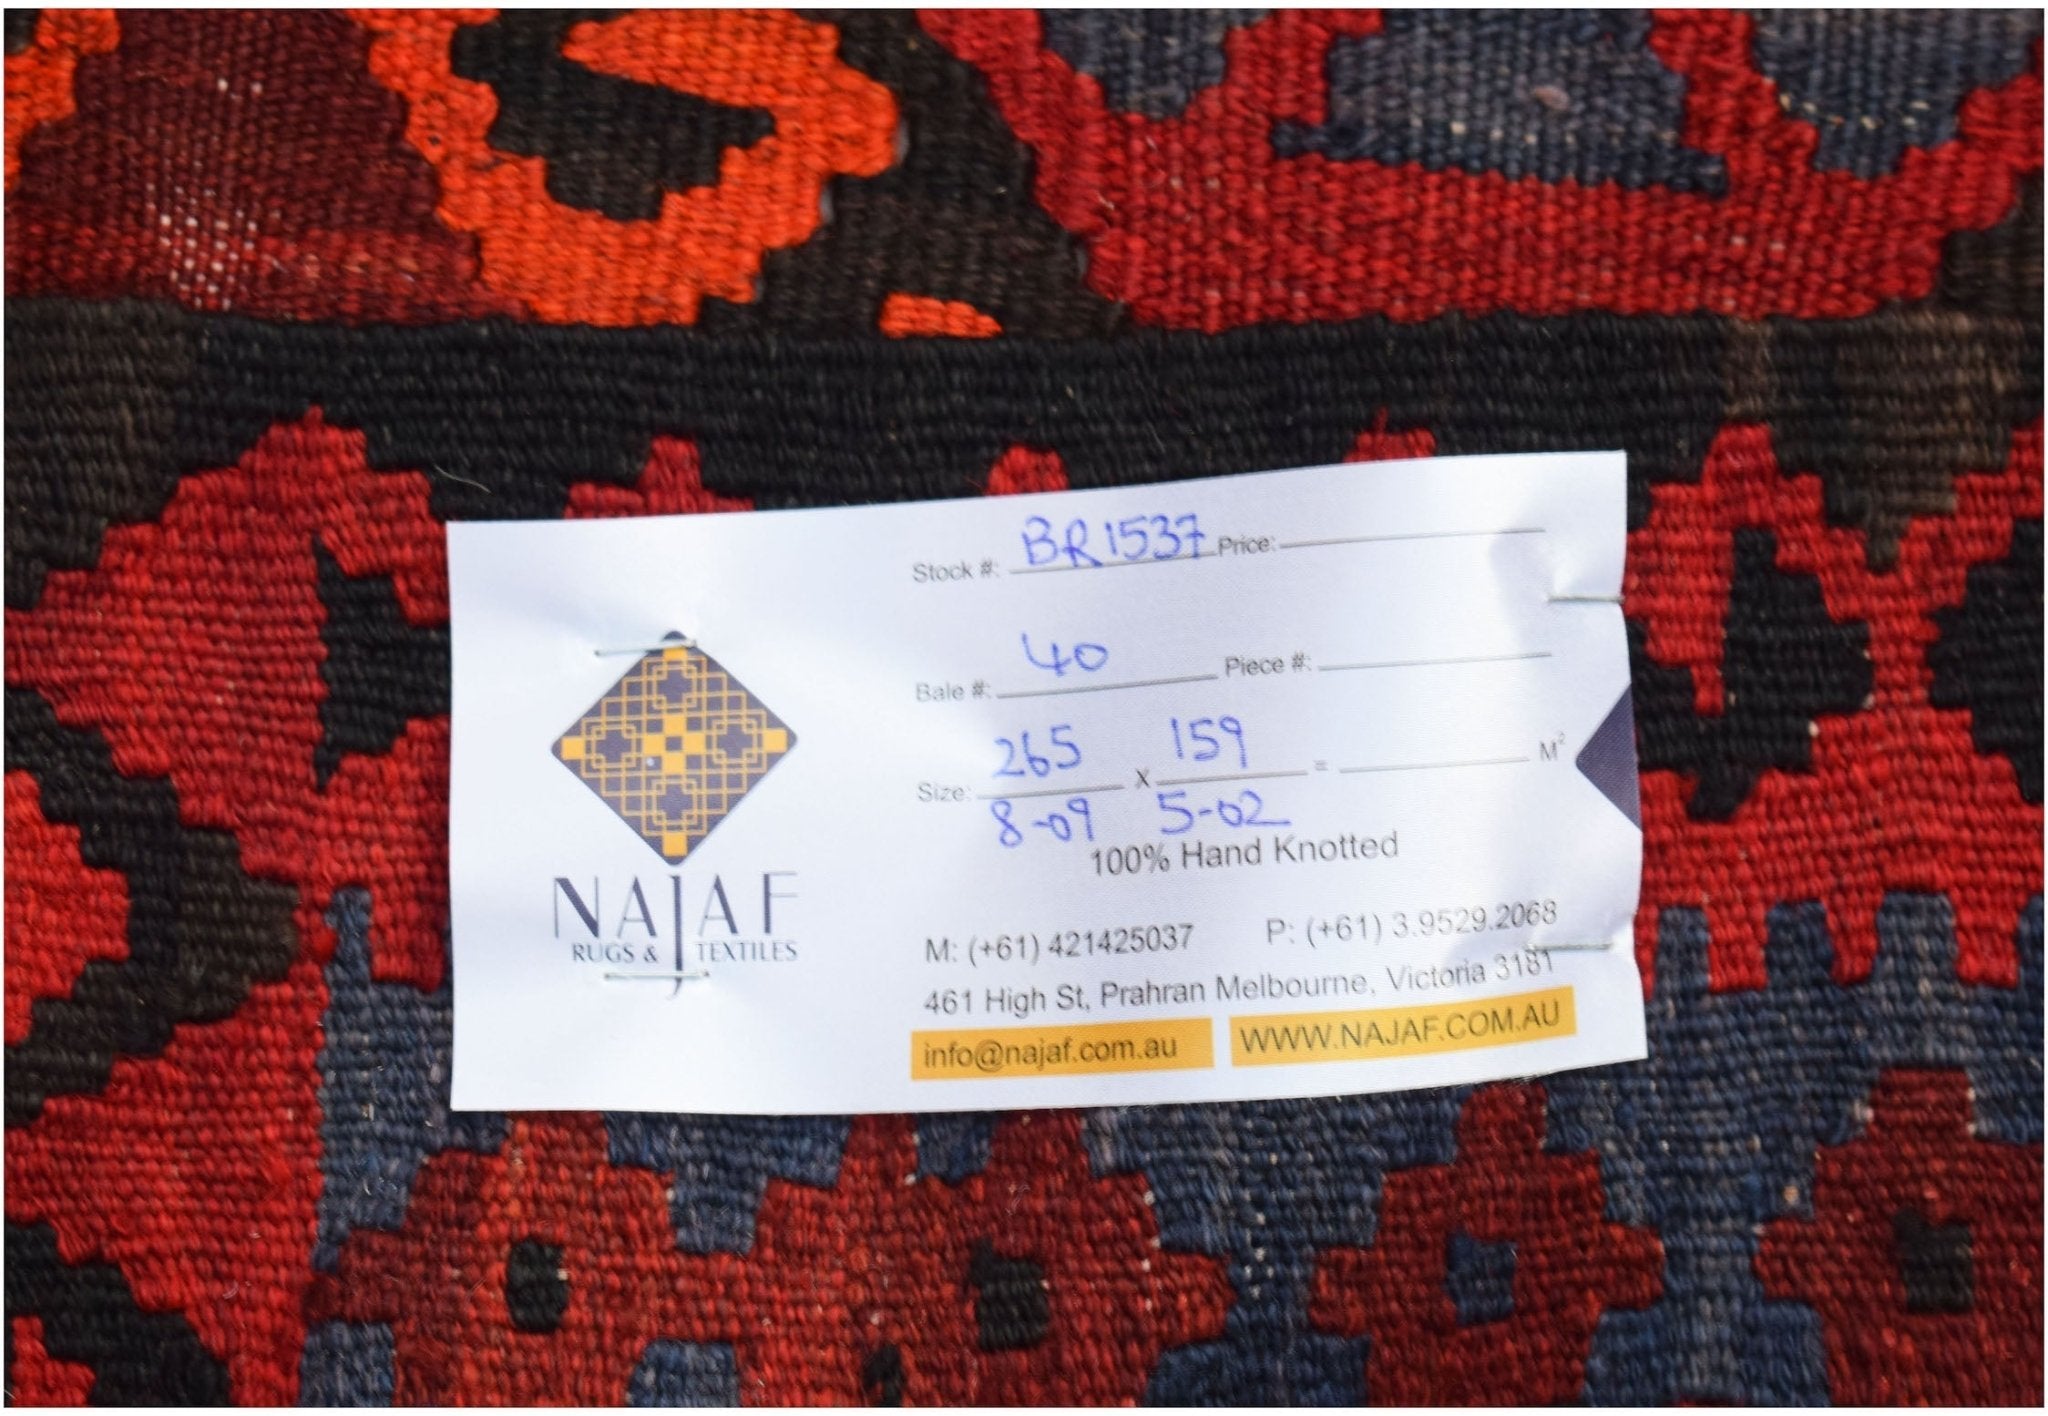 NAJAF
RUGS & TEXTILES
Stock #: BR1537 Price:
Bale #: 40 Piece #:
Size: 265 x 159 = M²
8-09 5-02
100% Hand Knotted
M: (+61) 421425037 P: (+61) 3.9529.2068
461 High St, Prahran Melbourne, Victoria 3181
info@najaf.com.au WWW.NAJAF.COM.AU